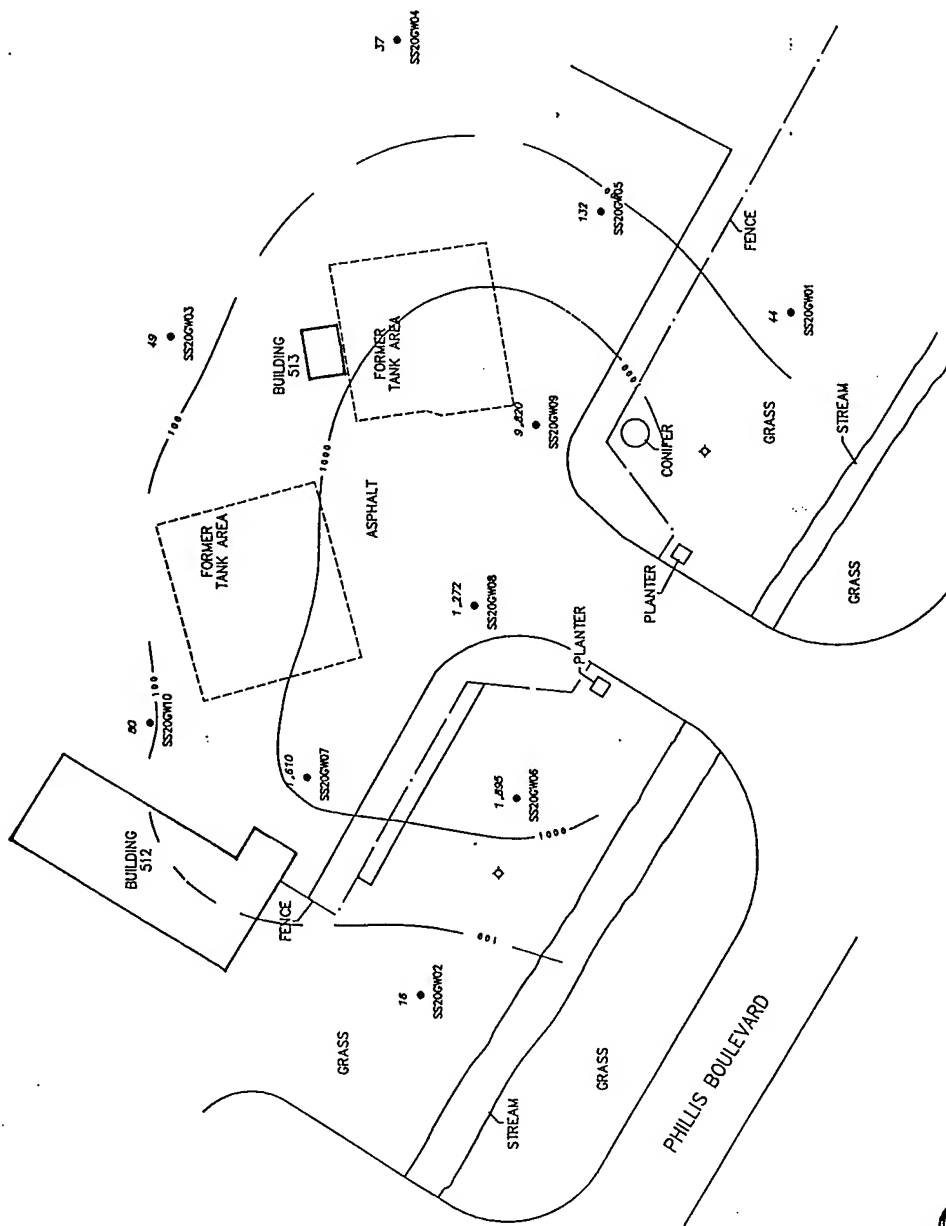 37
SS20GW04
49
SS20GW03
132
SS20GW05
FENCE
44
SS20GW01
BUILDING
513
FORMER
TANK AREA
9,820
SS20GW09
CONIFER
GRASS
STREAM
100
1000
1000
ASPHALT
FORMER
TANK AREA
1,272
SS20GW08
PLANTER
PLANTER
GRASS
100
80
SS20GW10
1,610
SS20GW07
1,895
SS20GW06
1000
BUILDING
512
FENCE
100
SS20GW02
GRASS
GRASS
STREAM
PHILLIS BOULEVARD